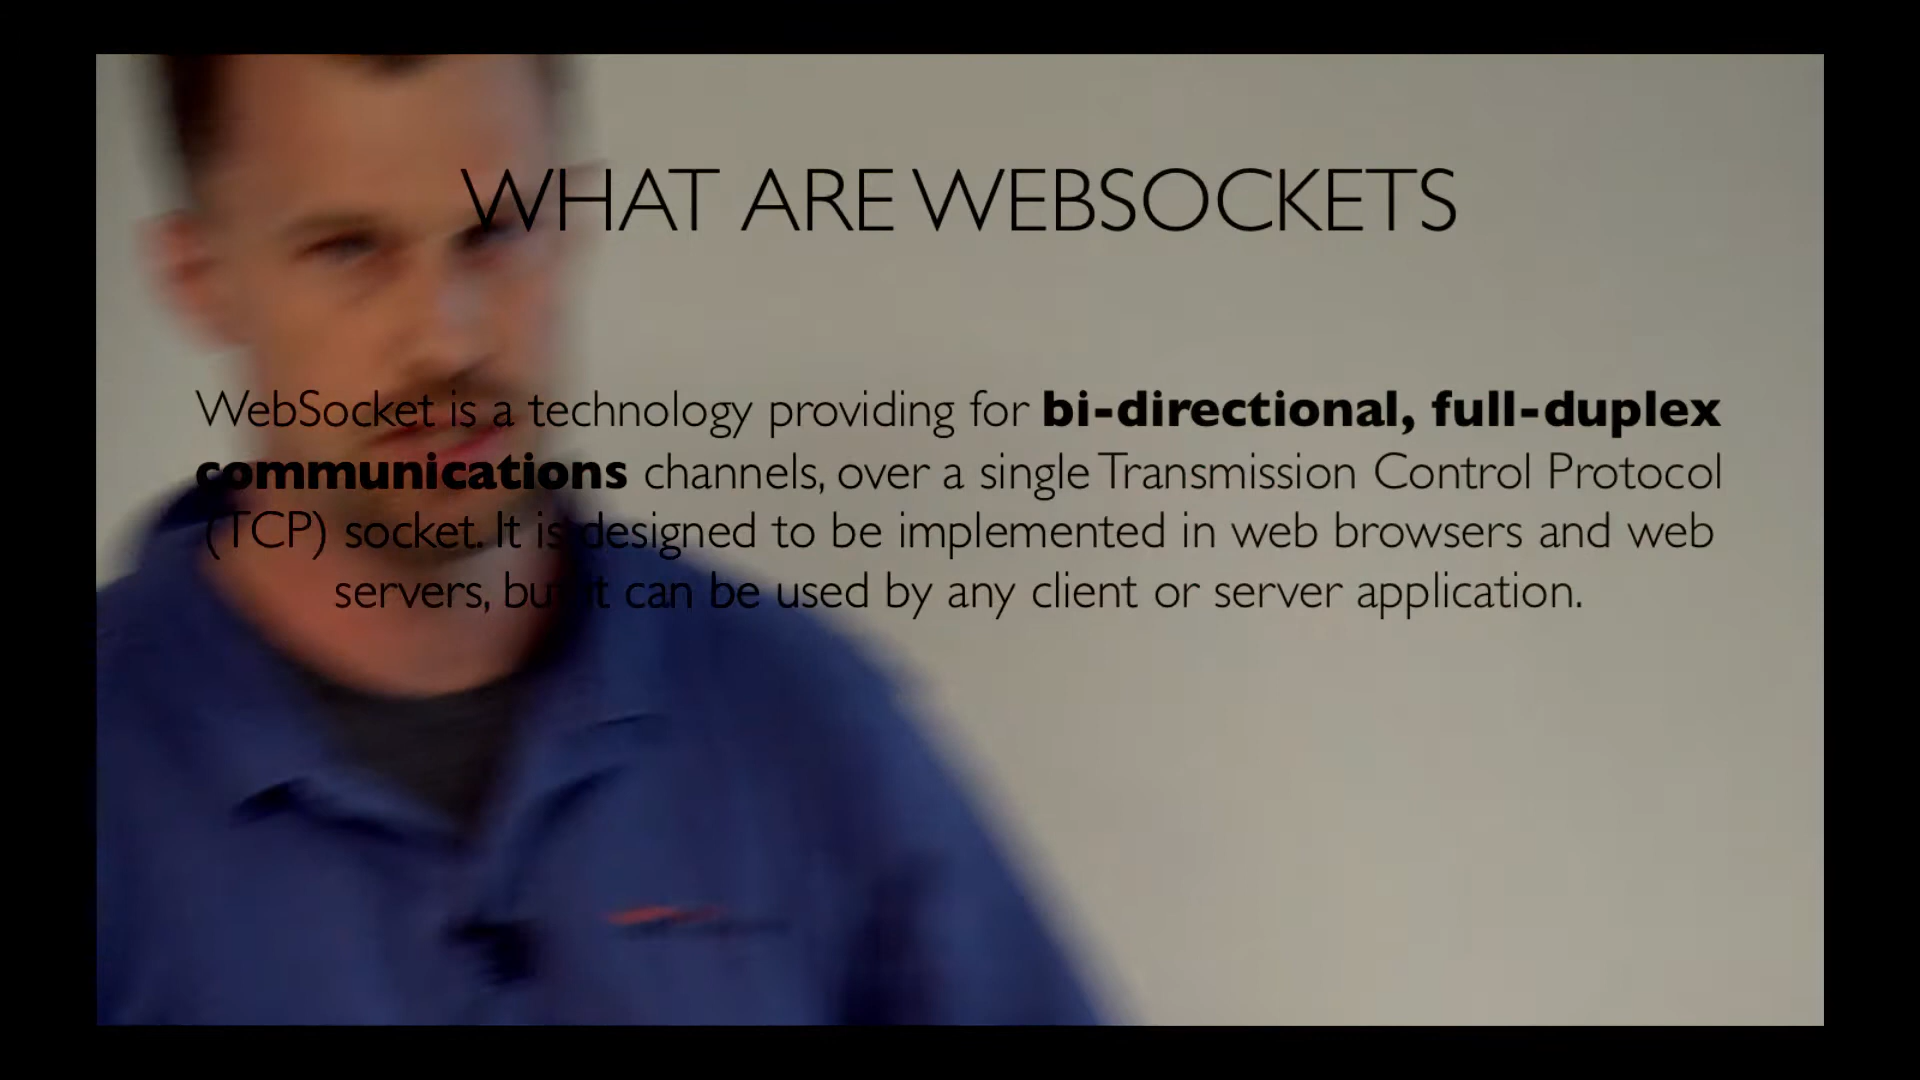 WHAT ARE WEBSOCKETS
WebSocket is a technology providing for bi-directional, full-duplex
communications channels, over a single Transmission Control Protocol
(TCP) socket. It is designed to be implemented in web browsers and web
servers, but it can be used by any client or server application.